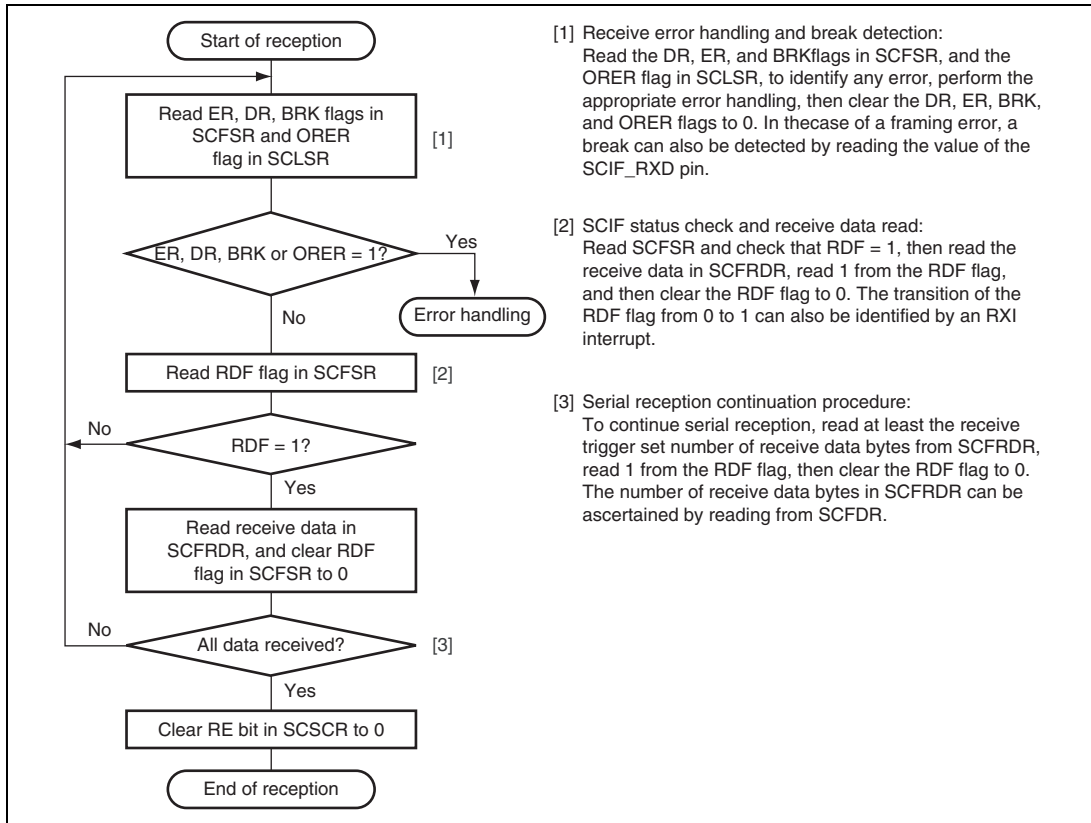 Start of reception
Read ER, DR, BRK flags in
SCFSR and ORER
flag in SCLSR
[1]
ER, DR, BRK or ORER = 1?
Yes
No
Error handling
Read RDF flag in SCFSR
[2]
No
RDF = 1?
Yes
Read receive data in
SCFRDR, and clear RDF
flag in SCFSR to 0
No
All data received?
[3]
Yes
Clear RE bit in SCSCR to 0
End of reception
[1] Receive error handling and break detection:
Read the DR, ER, and BRKflags in SCFSR, and the
ORER flag in SCLSR, to identify any error, perform the
appropriate error handling, then clear the DR, ER, BRK,
and ORER flags to 0. In thecase of a framing error, a
break can also be detected by reading the value of the
SCIF_RXD pin.
[2] SCIF status check and receive data read:
Read SCFSR and check that RDF = 1, then read the
receive data in SCFRDR, read 1 from the RDF flag,
and then clear the RDF flag to 0. The transition of the
RDF flag from 0 to 1 can also be identified by an RXI
interrupt.
[3] Serial reception continuation procedure:
To continue serial reception, read at least the receive
trigger set number of receive data bytes from SCFRDR,
read 1 from the RDF flag, then clear the RDF flag to 0.
The number of receive data bytes in SCFRDR can be
ascertained by reading from SCFDR.